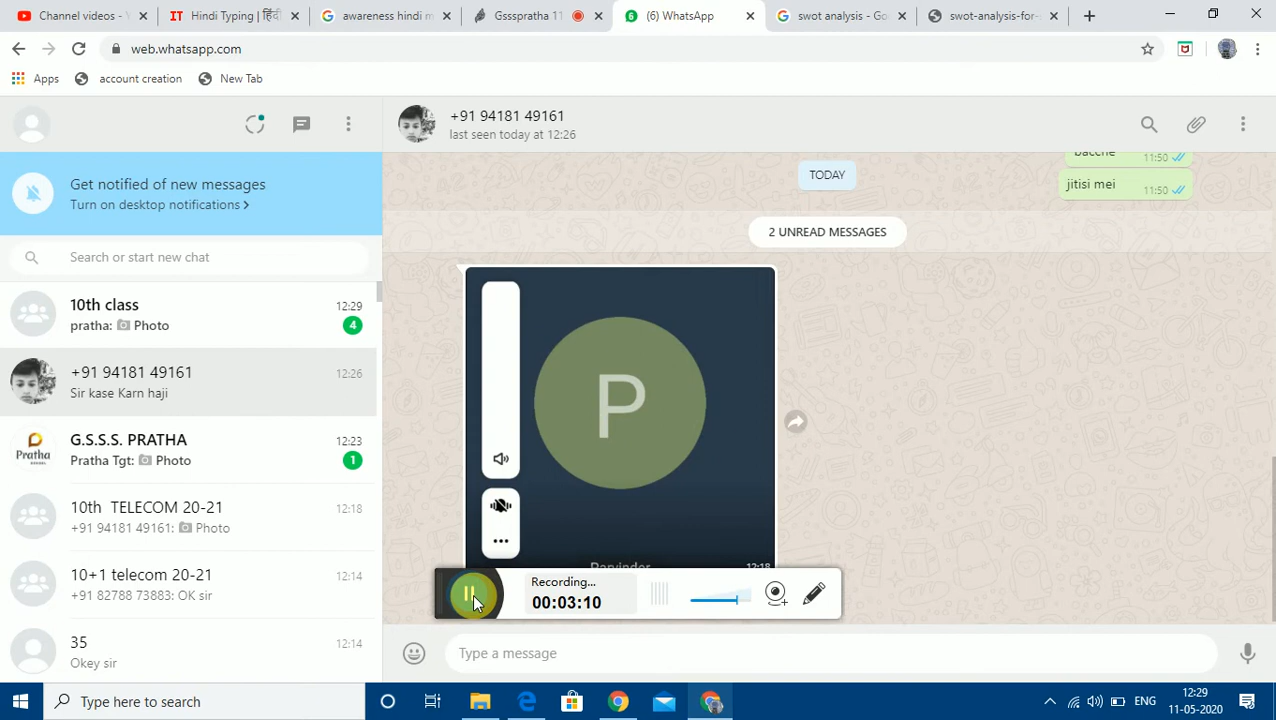 Channel videos - Y
Hindi Typing | हिंदी
awareness hindi m
Gssspratha 11
(6) WhatsApp
swot analysis - Go
swot-analysis-for-
web.whatsapp.com
Apps
account creation
New Tab
+91 94181 49161
last seen today at 12:26
Get notified of new messages
Turn on desktop notifications >
Search or start new chat
10th class
12:29
pratha: Photo
4
+91 94181 49161
12:26
Sir kase Karn haji
G.S.S.S. PRATHA
12:23
Pratha Tgt: Photo
1
Pratha
10th TELECOM 20-21
12:18
+91 94181 49161: Photo
10+1 telecom 20-21
12:14
+91 82788 73883: OK sir
35
12:14
Okey sir
bacche
11:50
TODAY
jitisi mei
11:50
2 UNREAD MESSAGES
P
Parvinder
12:18
Recording...
00:03:10
Type a message
Type here to search
ENG
12:29
11-05-2020